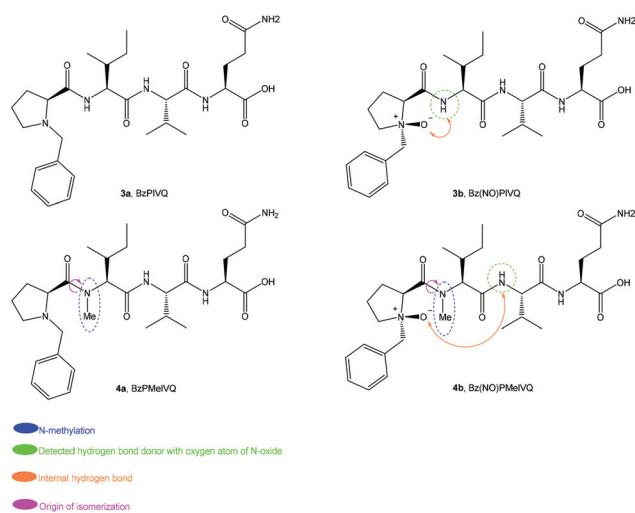 O
NH2
O
H
N
O
N
H
O
H
N
O
OH
N
3a, BzPIVQ
O
NH2
O
N
H
O
H
N
O
N
H
O
OH
N
+
O
−
3b, Bz(NO)PIVQ
O
NH2
O
N
Me
O
H
N
O
N
H
O
OH
N
4a, BzPMeIVQ
O
NH2
O
N
Me
O
H
N
O
N
H
O
OH
N
+
O
−
4b, Bz(NO)PMeIVQ
N-methylation
Detected hydrogen bond donor with oxygen atom of N-oxide
Internal hydrogen bond
Origin of isomerization